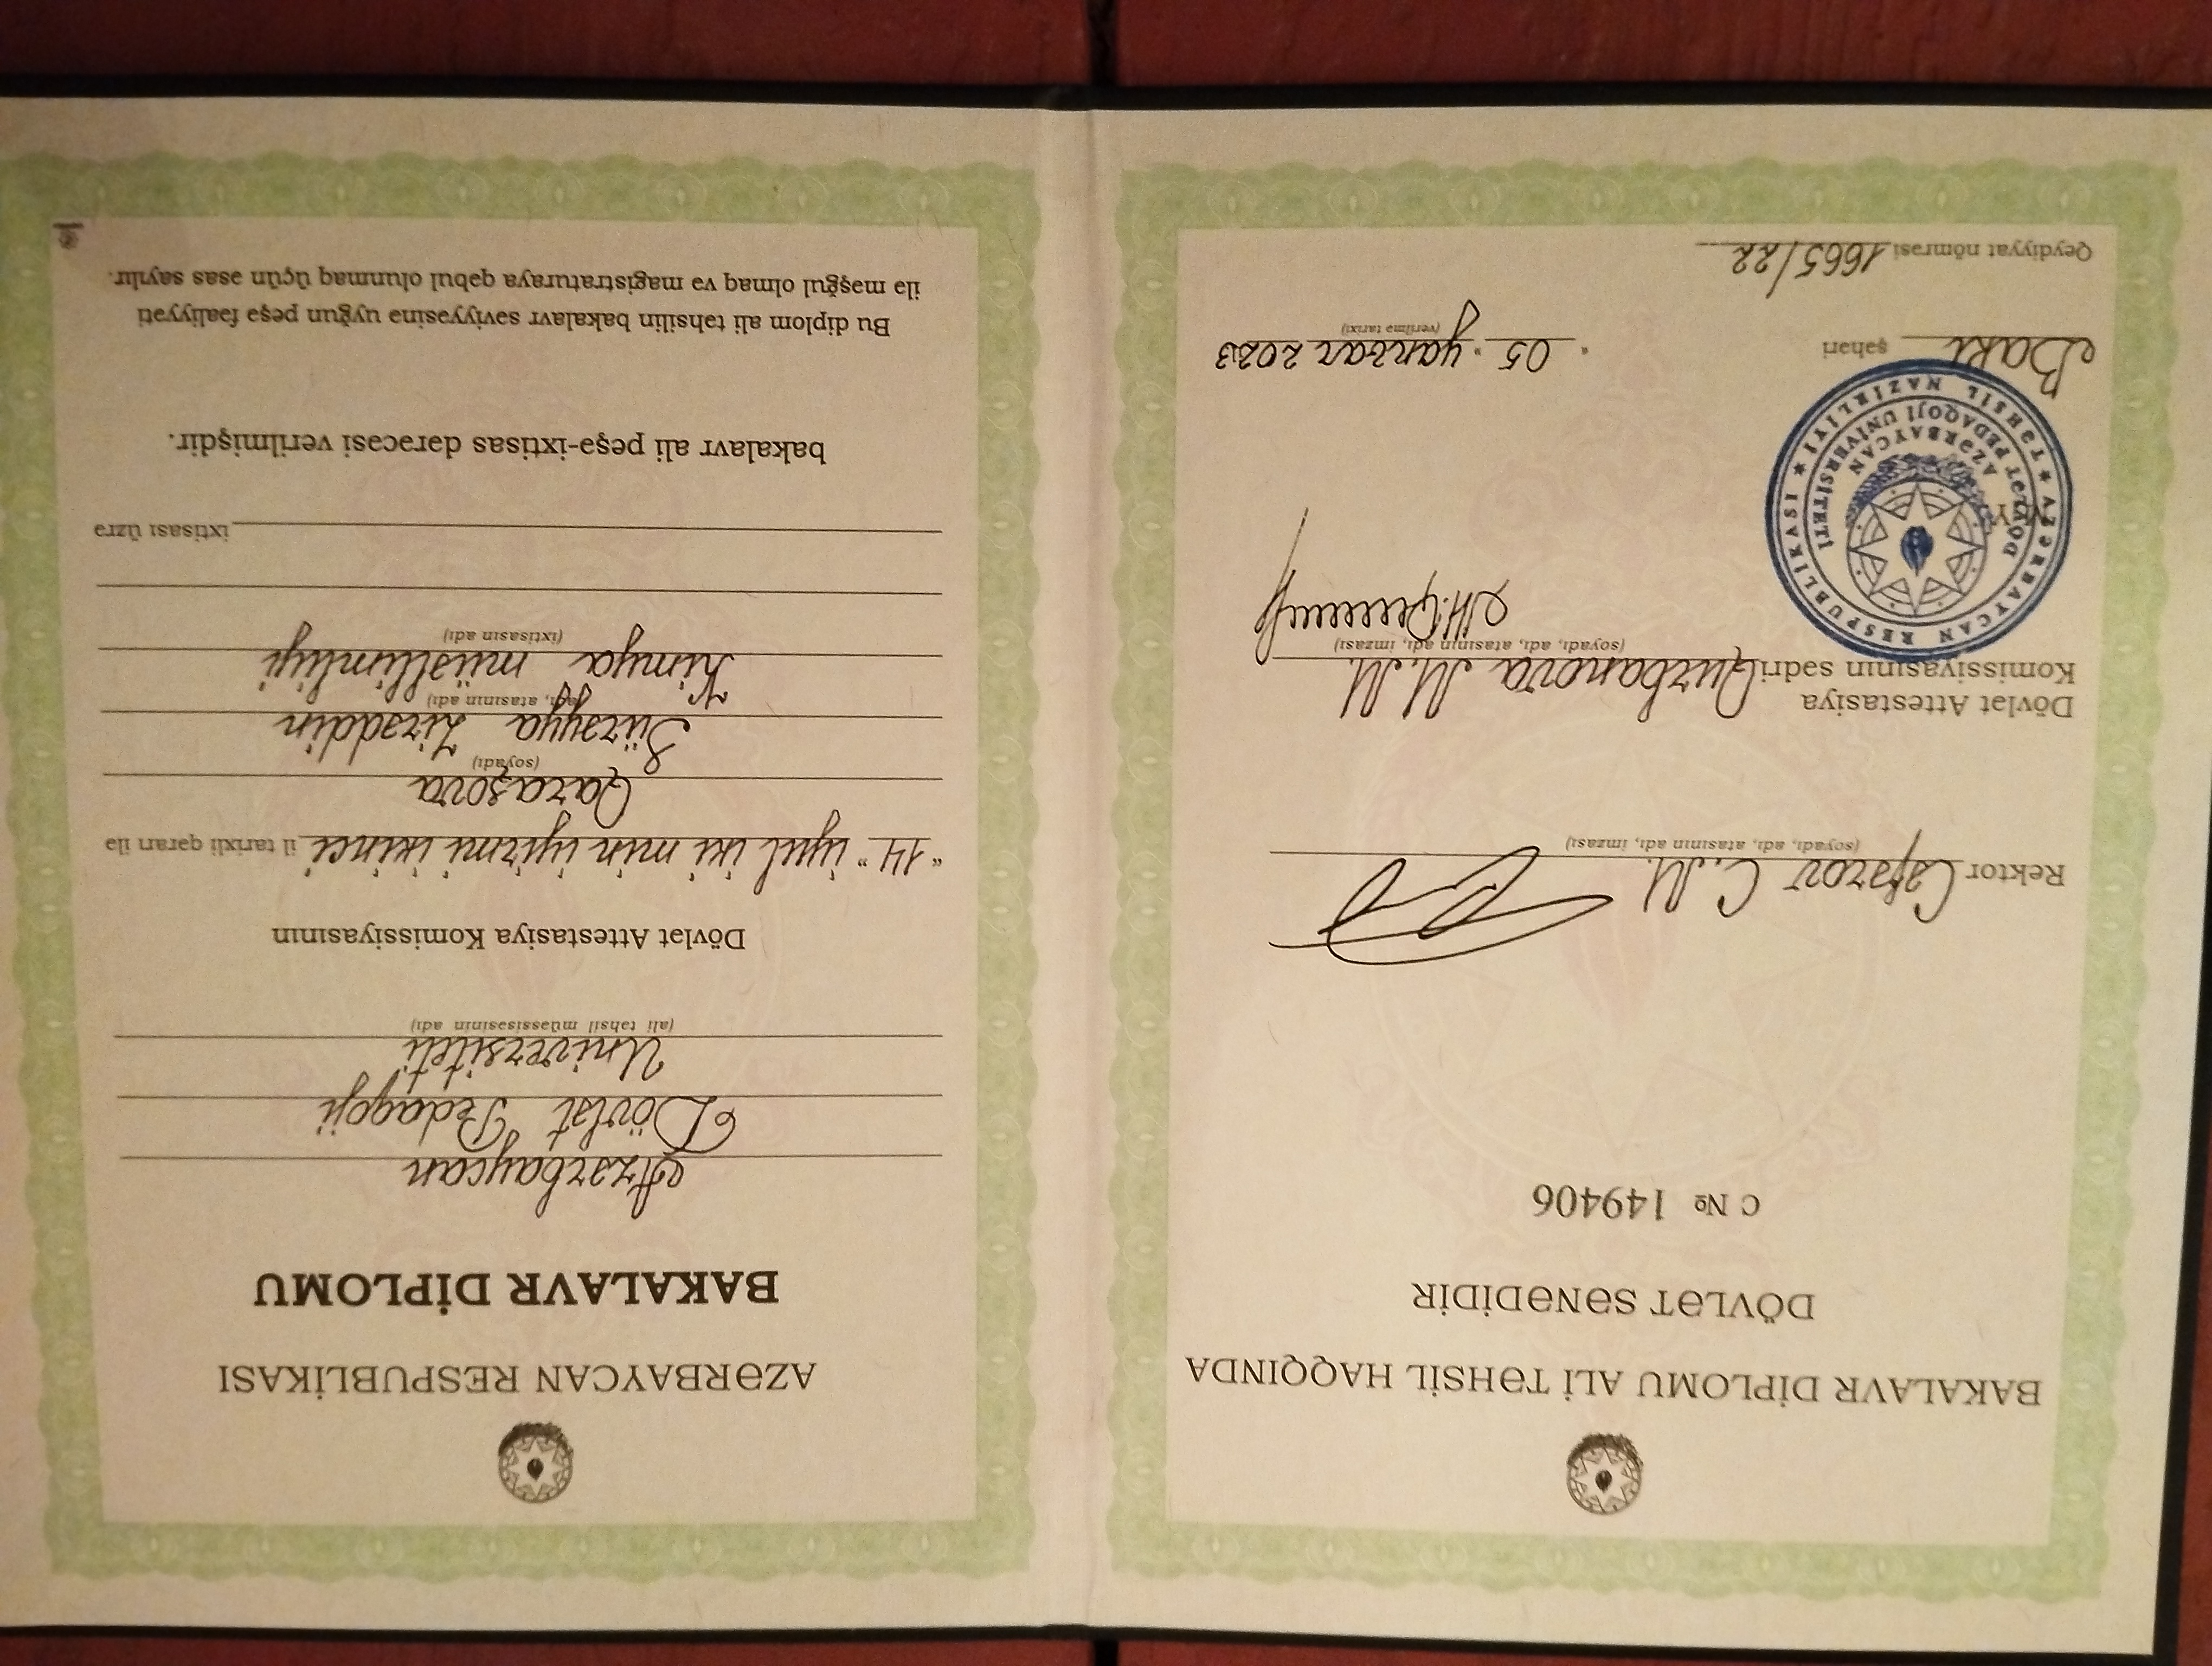 BAKALAVR DİPLOMU ALİ TƏHSİL HAQQINDA
DÖVLƏT SƏNƏDİDİR
C № 149406
Rektor Cəfərov C.M.
(soyadı, adı, atasının adı, imzası)
Dövlət Attestasiya
Komissiyasının sədri Qurbanova M.M.
(soyadı, adı, atasının adı, imzası)
MY
AZƏRBAYCAN RESPUBLİKASI * TƏHSİL NAZİRLİYİ *
AZƏRBAYCAN DÖVLƏT PEDAQOJİ UNİVERSİTETİ
Bakı şəhəri
"05" yanvar 2023
(verilmə tarixi)
Qeydiyyat nömrəsi 1665/22
AZƏRBAYCAN RESPUBLİKASI
BAKALAVR DİPLOMU
Azərbaycan
Dövlət Pedaqoji
Universiteti
(ali təhsil müəssisəsinin adı)
Dövlət Attestasiya Komissiyasının
"14" iyul iki min iyirmi ikinci il tarixli qərarı ilə
Qaraşova
(soyadı)
Sürəyya Zirəddin
(adı, atasının adı)
Kimya müəllimliyi
(ixtisasın adı)
ixtisası üzrə
bakalavr ali peşə-ixtisas dərəcəsi verilmişdir.
Bu diplom ali təhsilin bakalavr səviyyəsinə uyğun peşə fəaliyyəti
ilə məşğul olmaq və magistraturaya qəbul olunmaq üçün əsas sayılır.